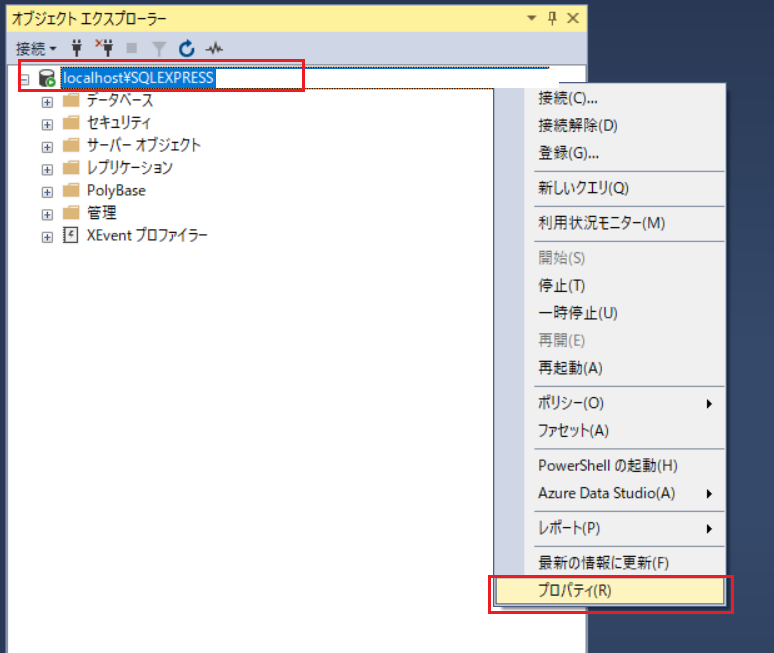 オブジェクト エクスプローラー
接続
localhost¥SQLEXPRESS
データベース
セキュリティ
サーバー オブジェクト
レプリケーション
PolyBase
管理
XEvent プロファイラー
接続(C)...
接続解除(D)
登録(G)...
新しいクエリ(Q)
利用状況モニター(M)
開始(S)
停止(T)
一時停止(U)
再開(E)
再起動(A)
ポリシー(O)
ファセット(A)
PowerShell の起動(H)
Azure Data Studio(A)
レポート(P)
最新の情報に更新(F)
プロパティ(R)